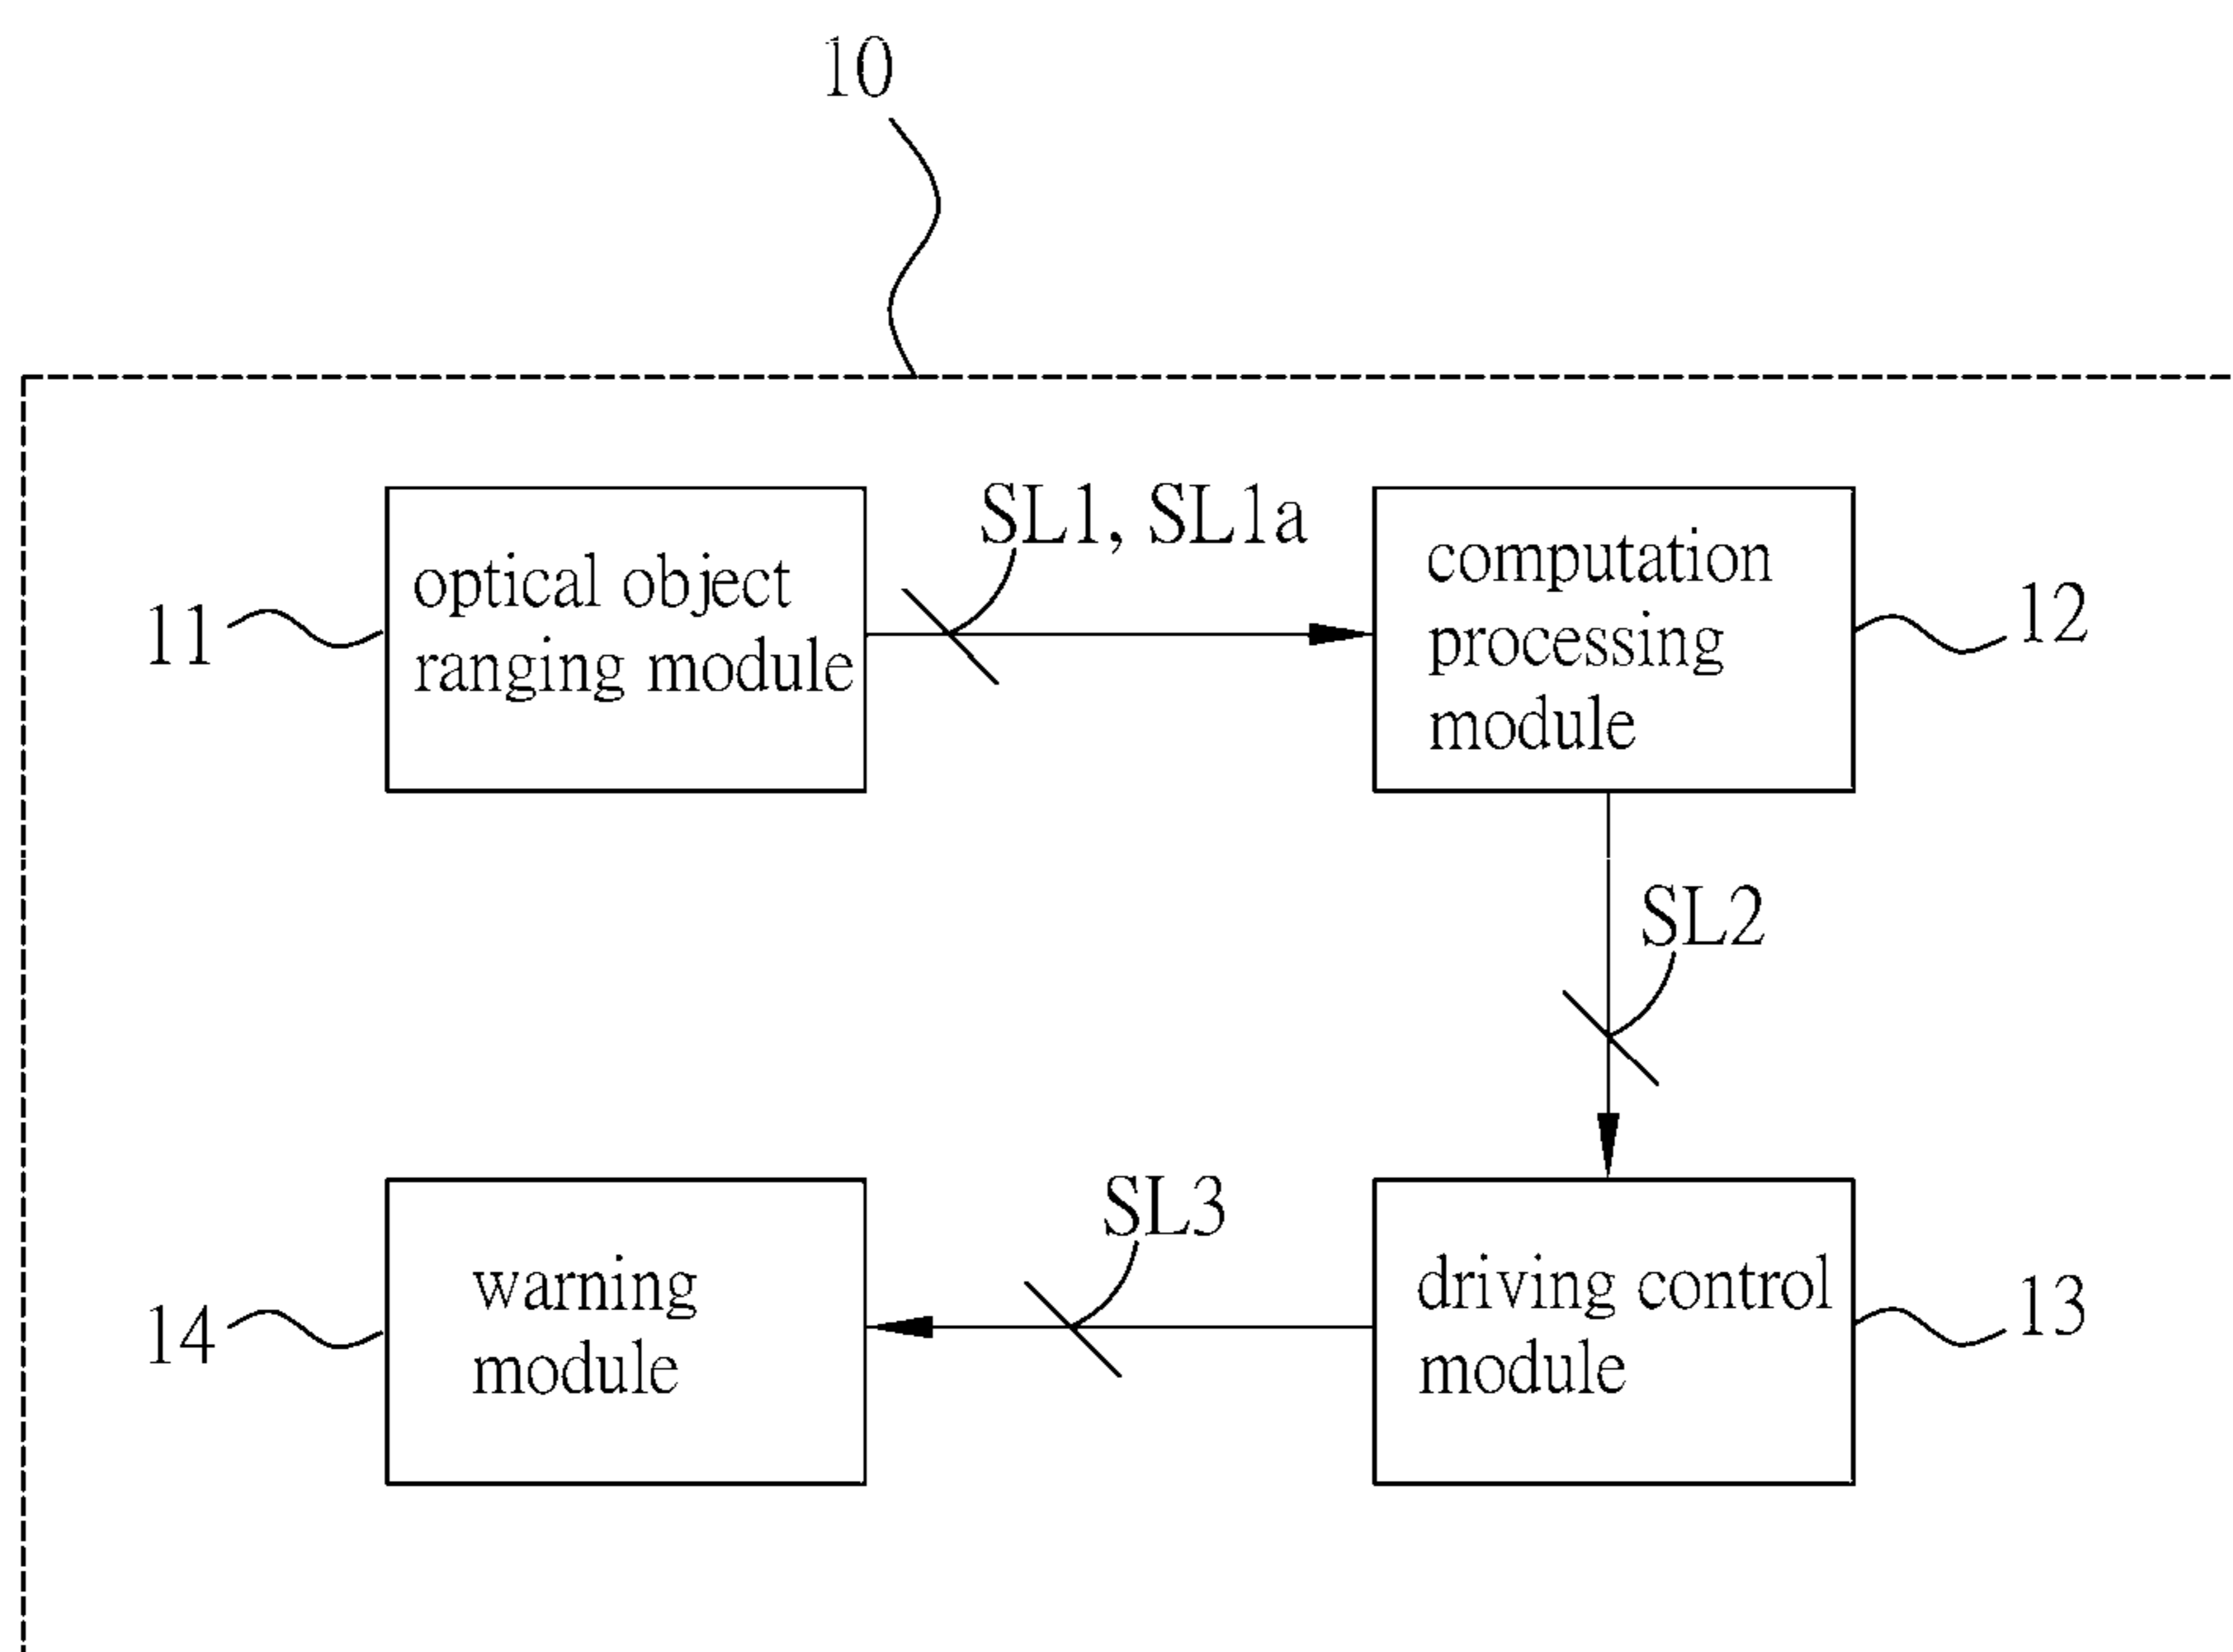 10
SL1, SL1a
optical object
ranging module
11
computation
processing
module
12
SL2
SL3
warning
module
14
driving control
module
13